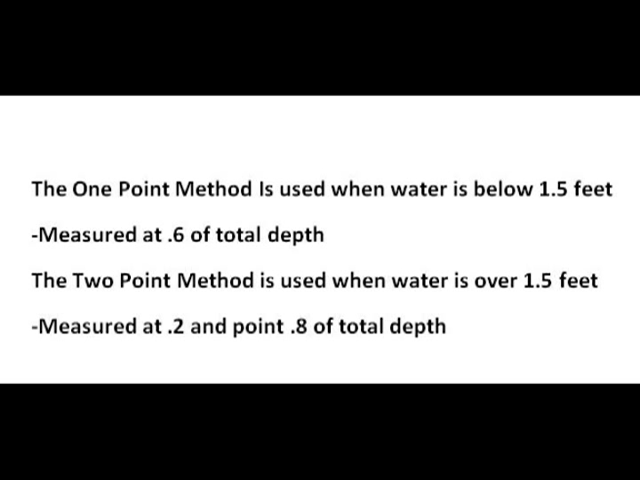 The One Point Method Is used when water is below 1.5 feet
-Measured at .6 of total depth
The Two Point Method is used when water is over 1.5 feet
-Measured at .2 and point .8 of total depth